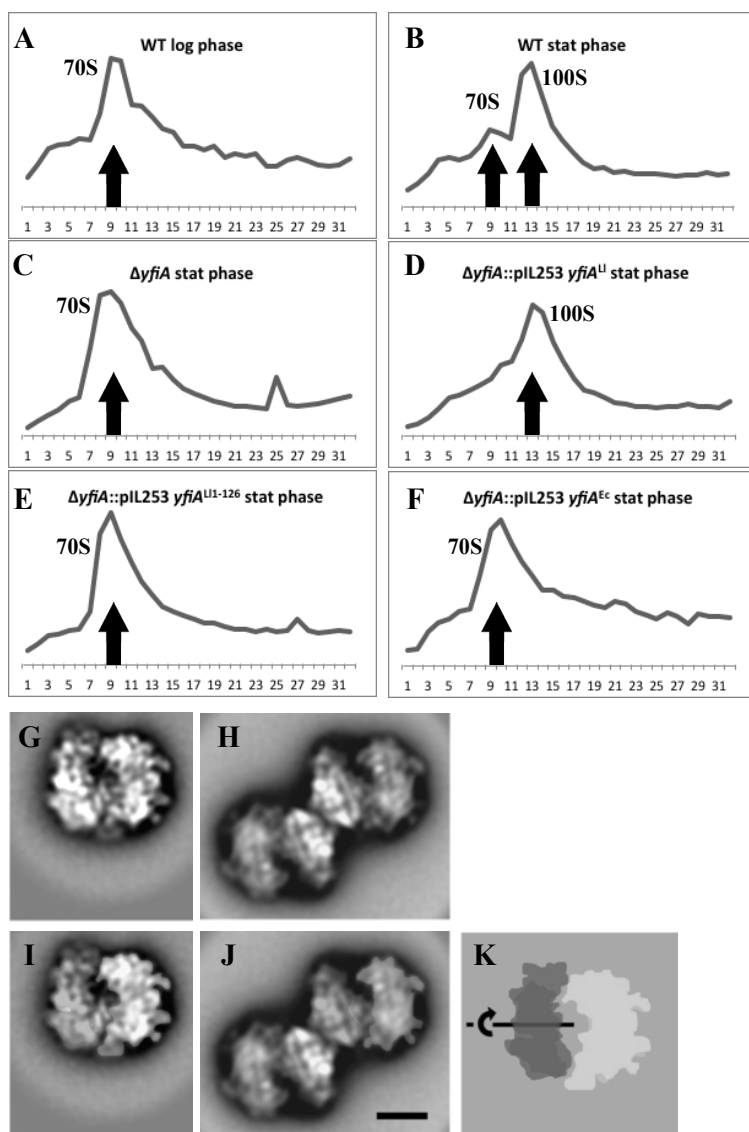 A
WT log phase
70S
1 3 5 7 9 11 13 15 17 19 21 23 25 27 29 31
B
WT stat phase
70S
100S
1 3 5 7 9 11 13 15 17 19 21 23 25 27 29 31
C
ΔyfiA stat phase
70S
1 3 5 7 9 11 13 15 17 19 21 23 25 27 29 31
D
ΔyfiA::pIL253 yfiA^Ll stat phase
100S
1 3 5 7 9 11 13 15 17 19 21 23 25 27 29 31
E
ΔyfiA::pIL253 yfiA^Ll1-126 stat phase
70S
1 3 5 7 9 11 13 15 17 19 21 23 25 27 29 31
F
ΔyfiA::pIL253 yfiA^Ec stat phase
70S
1 3 5 7 9 11 13 15 17 19 21 23 25 27 29 31
G
H
I
J
K